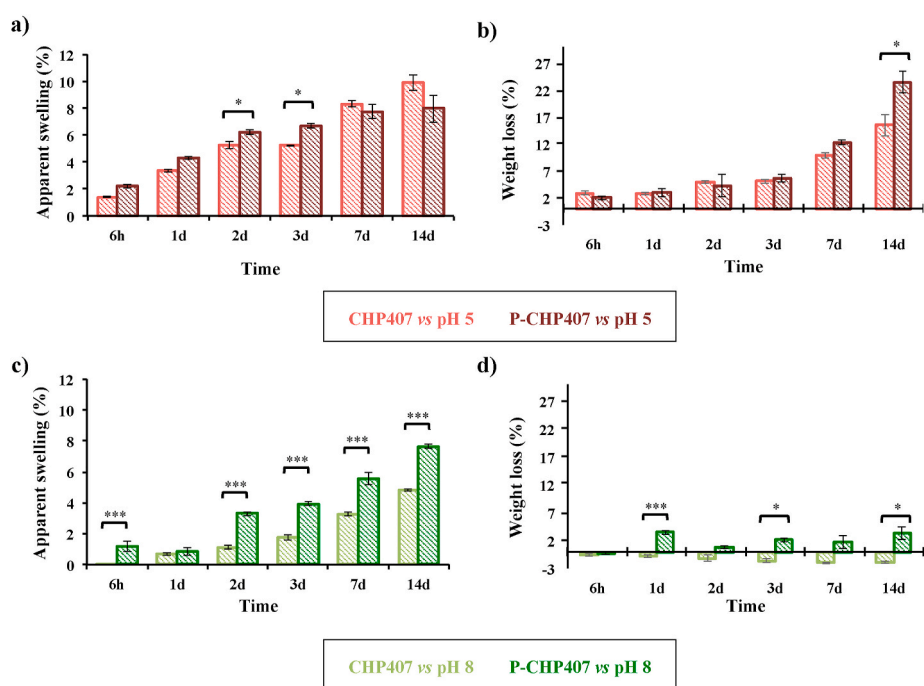 a)
Apparent swelling (%)
12
10
8
6
4
2
0
* *
6h 1d 2d 3d 7d 14d
Time
b)
Weight loss (%)
27
22
17
12
7
2
-3
*
6h 1d 2d 3d 7d 14d
Time
CHP407 vs pH 5 P-CHP407 vs pH 5
c)
Apparent swelling (%)
12
10
8
6
4
2
0
*** *** *** *** ***
6h 1d 2d 3d 7d 14d
Time
d)
Weight loss (%)
27
22
17
12
7
2
-3
*** * *
6h 1d 2d 3d 7d 14d
Time
CHP407 vs pH 8 P-CHP407 vs pH 8